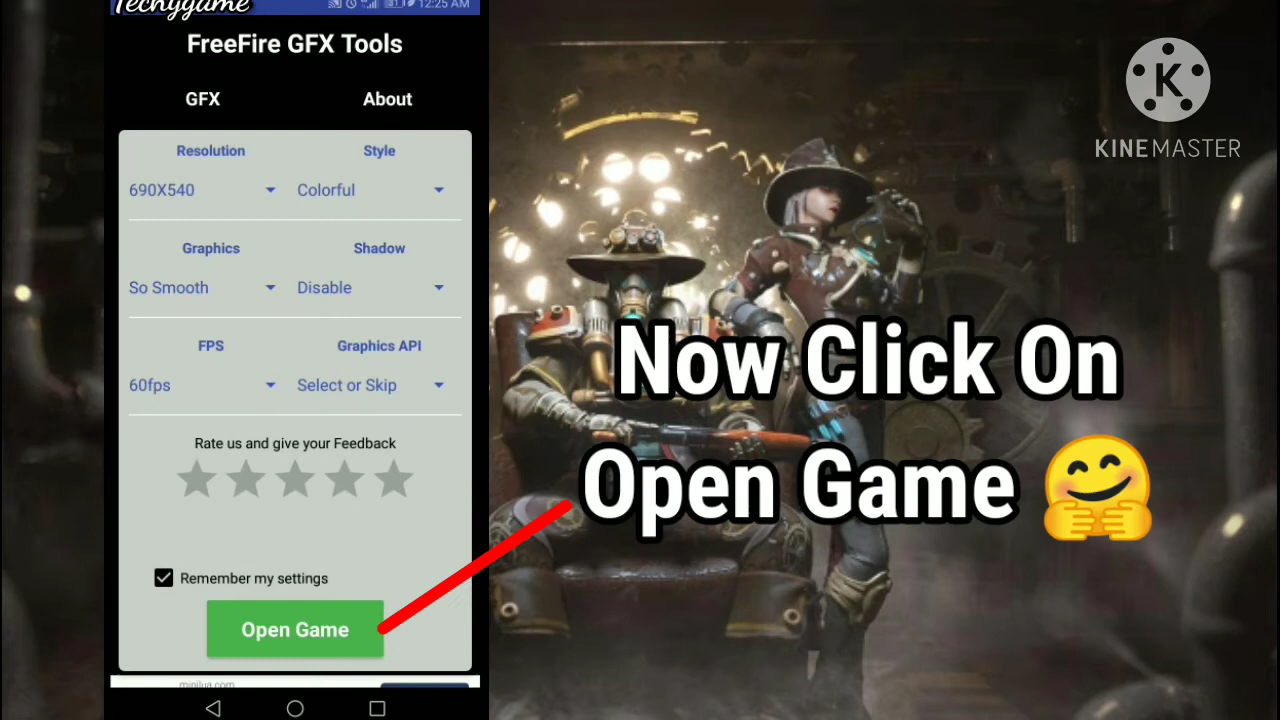 Techygame
12:25 AM
FreeFire GFX Tools
GFX About
Resolution Style
690X540 Colorful
Graphics Shadow
So Smooth Disable
FPS Graphics API
60fps Select or Skip
Rate us and give your Feedback
Remember my settings
Open Game
minilua.com
Now Click On
Open Game 🤗
K
KINEMASTER